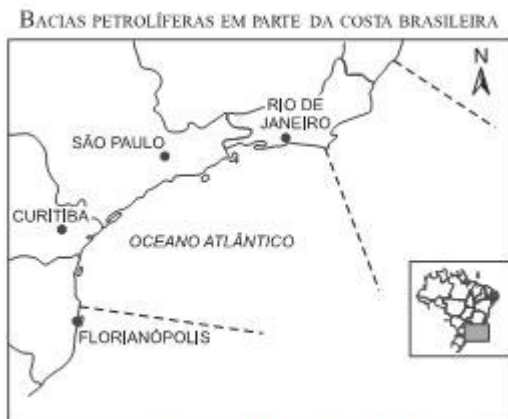 BACIAS PETROLÍFERAS EM PARTE DA COSTA BRASILEIRA
N
RIO DE
JANEIRO
SÃO PAULO
CURITIBA
OCEANO ATLÂNTICO
FLORIANÓPOLIS